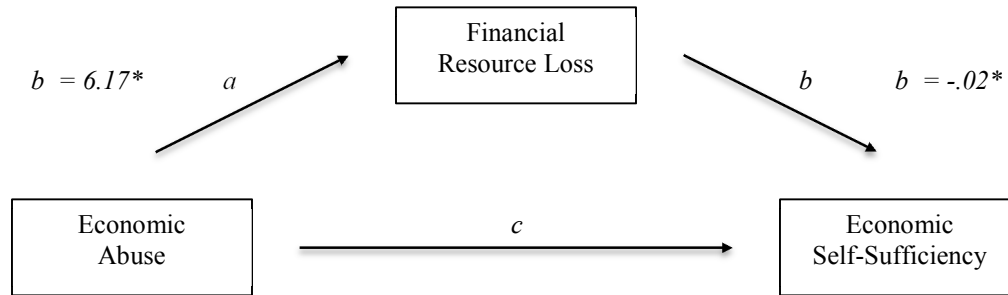 Financial
Resource Loss
b = 6.17*
a
b
b = -.02*
Economic
Abuse
c
Economic
Self-Sufficiency